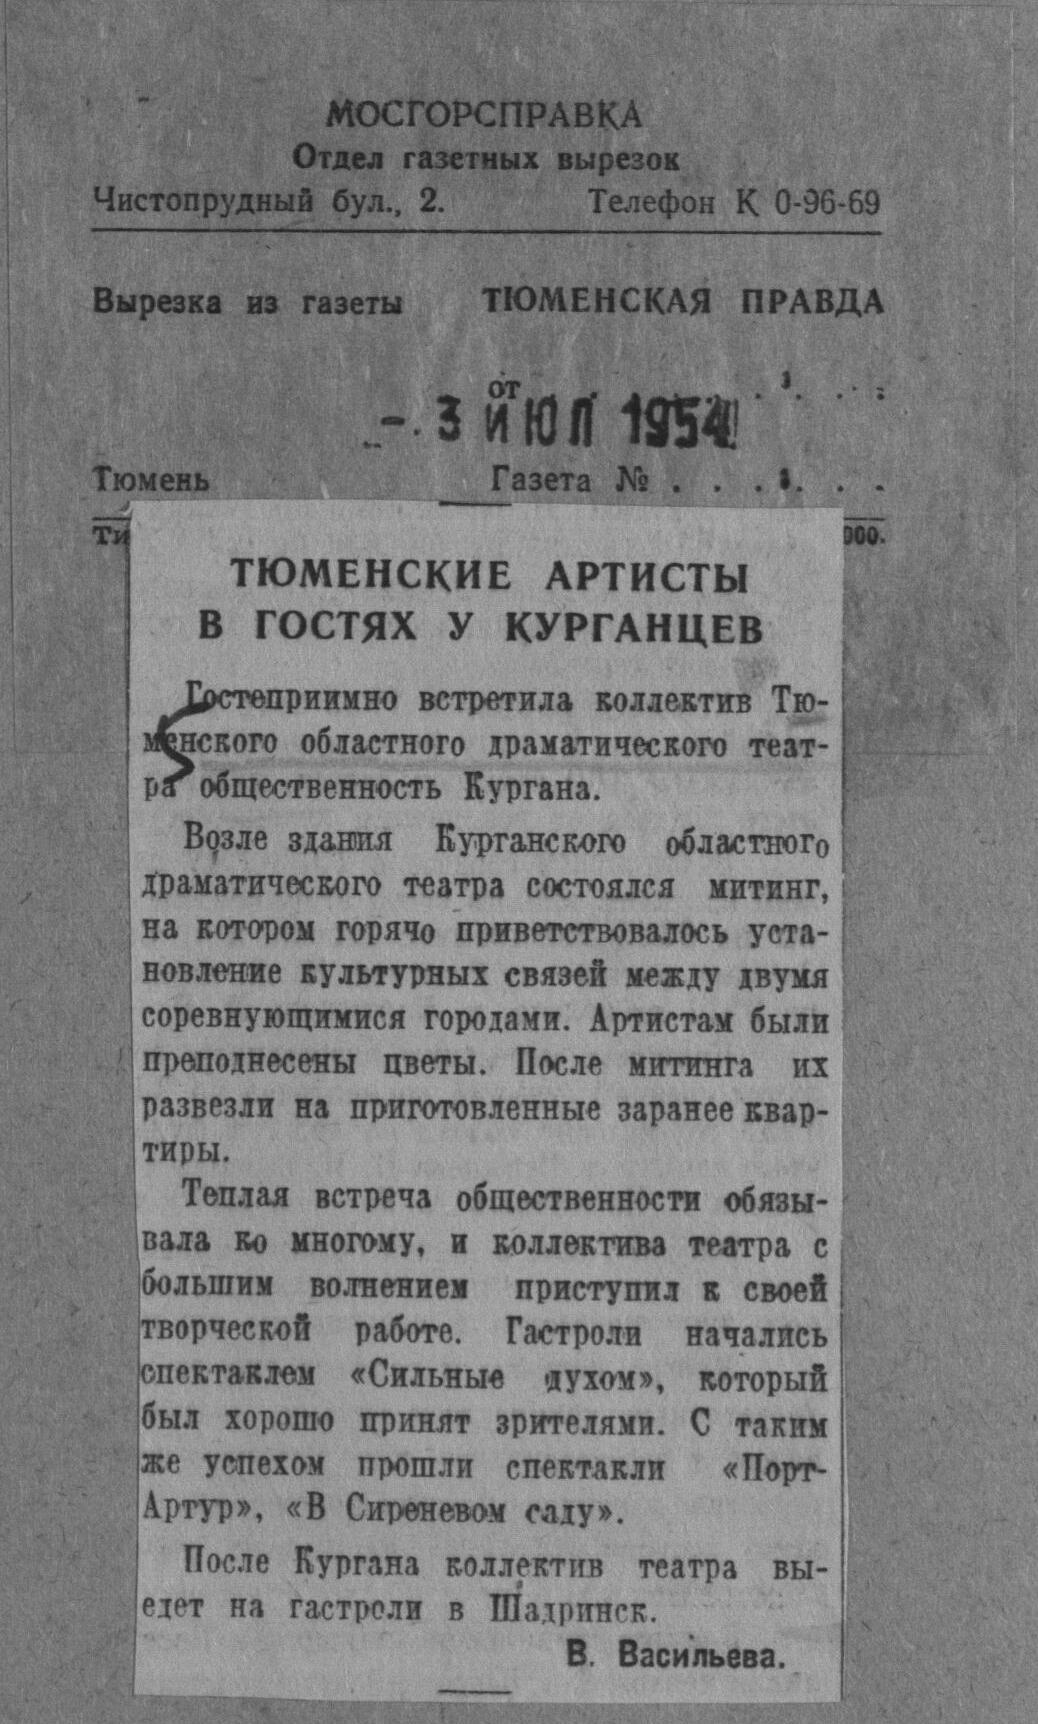 МОСГОРСПРАВКА
Отдел газетных вырезок
Чистопрудный бул., 2. Телефон К 0-96-69
Вырезка из газеты ТЮМЕНСКАЯ ПРАВДА
от
-3 ИЮЛ 1954
Тюмень Газета № . . . . . . .
ТЮМЕНСКИЕ АРТИСТЫ
В ГОСТЯХ У КУРГАНЦЕВ
Гостеприимно встретила коллектив Тю-
менского областного драматического теат-
ра общественность Кургана.
Возле здания Курганского областного
драматического театра состоялся митинг,
на котором горячо приветствовалось уста-
новление культурных связей между двумя
соревнующимися городами. Артистам были
преподнесены цветы. После митинга их
развезли на приготовленные заранее квар-
тиры.
Теплая встреча общественности обязы-
вала ко многому, и коллектива театра с
большим волнением приступил к своей
творческой работе. Гастроли начались
спектаклем «Сильные духом», который
был хорошо принят зрителями. С таким
же успехом прошли спектакли «Порт-
Артур», «В Сиреневом саду».
После Кургана коллектив театра вы-
едет на гастроли в Шадринск.
В. Васильева.